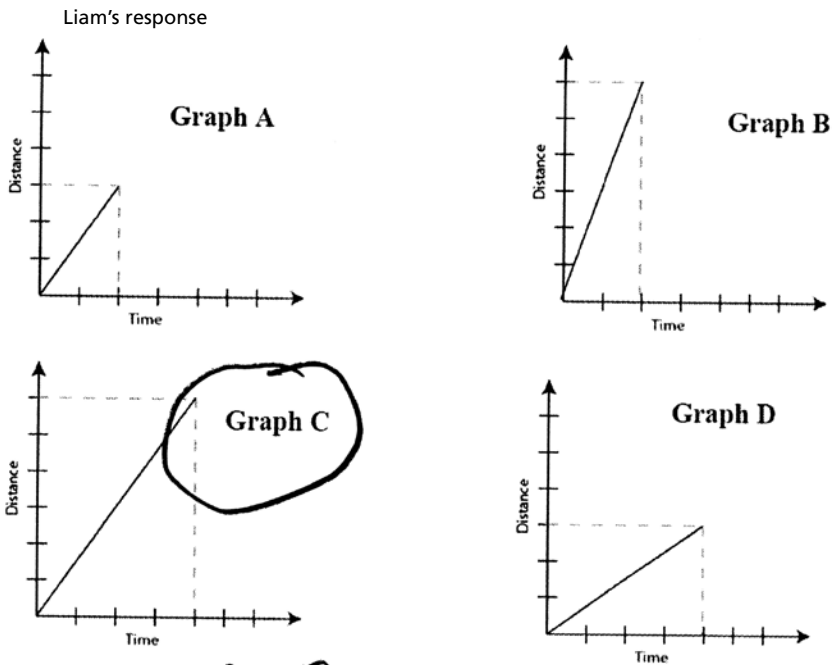 Liam's response
Graph A
Distance
Time
Graph B
Distance
Time
Graph C
Distance
Time
Graph D
Distance
Time